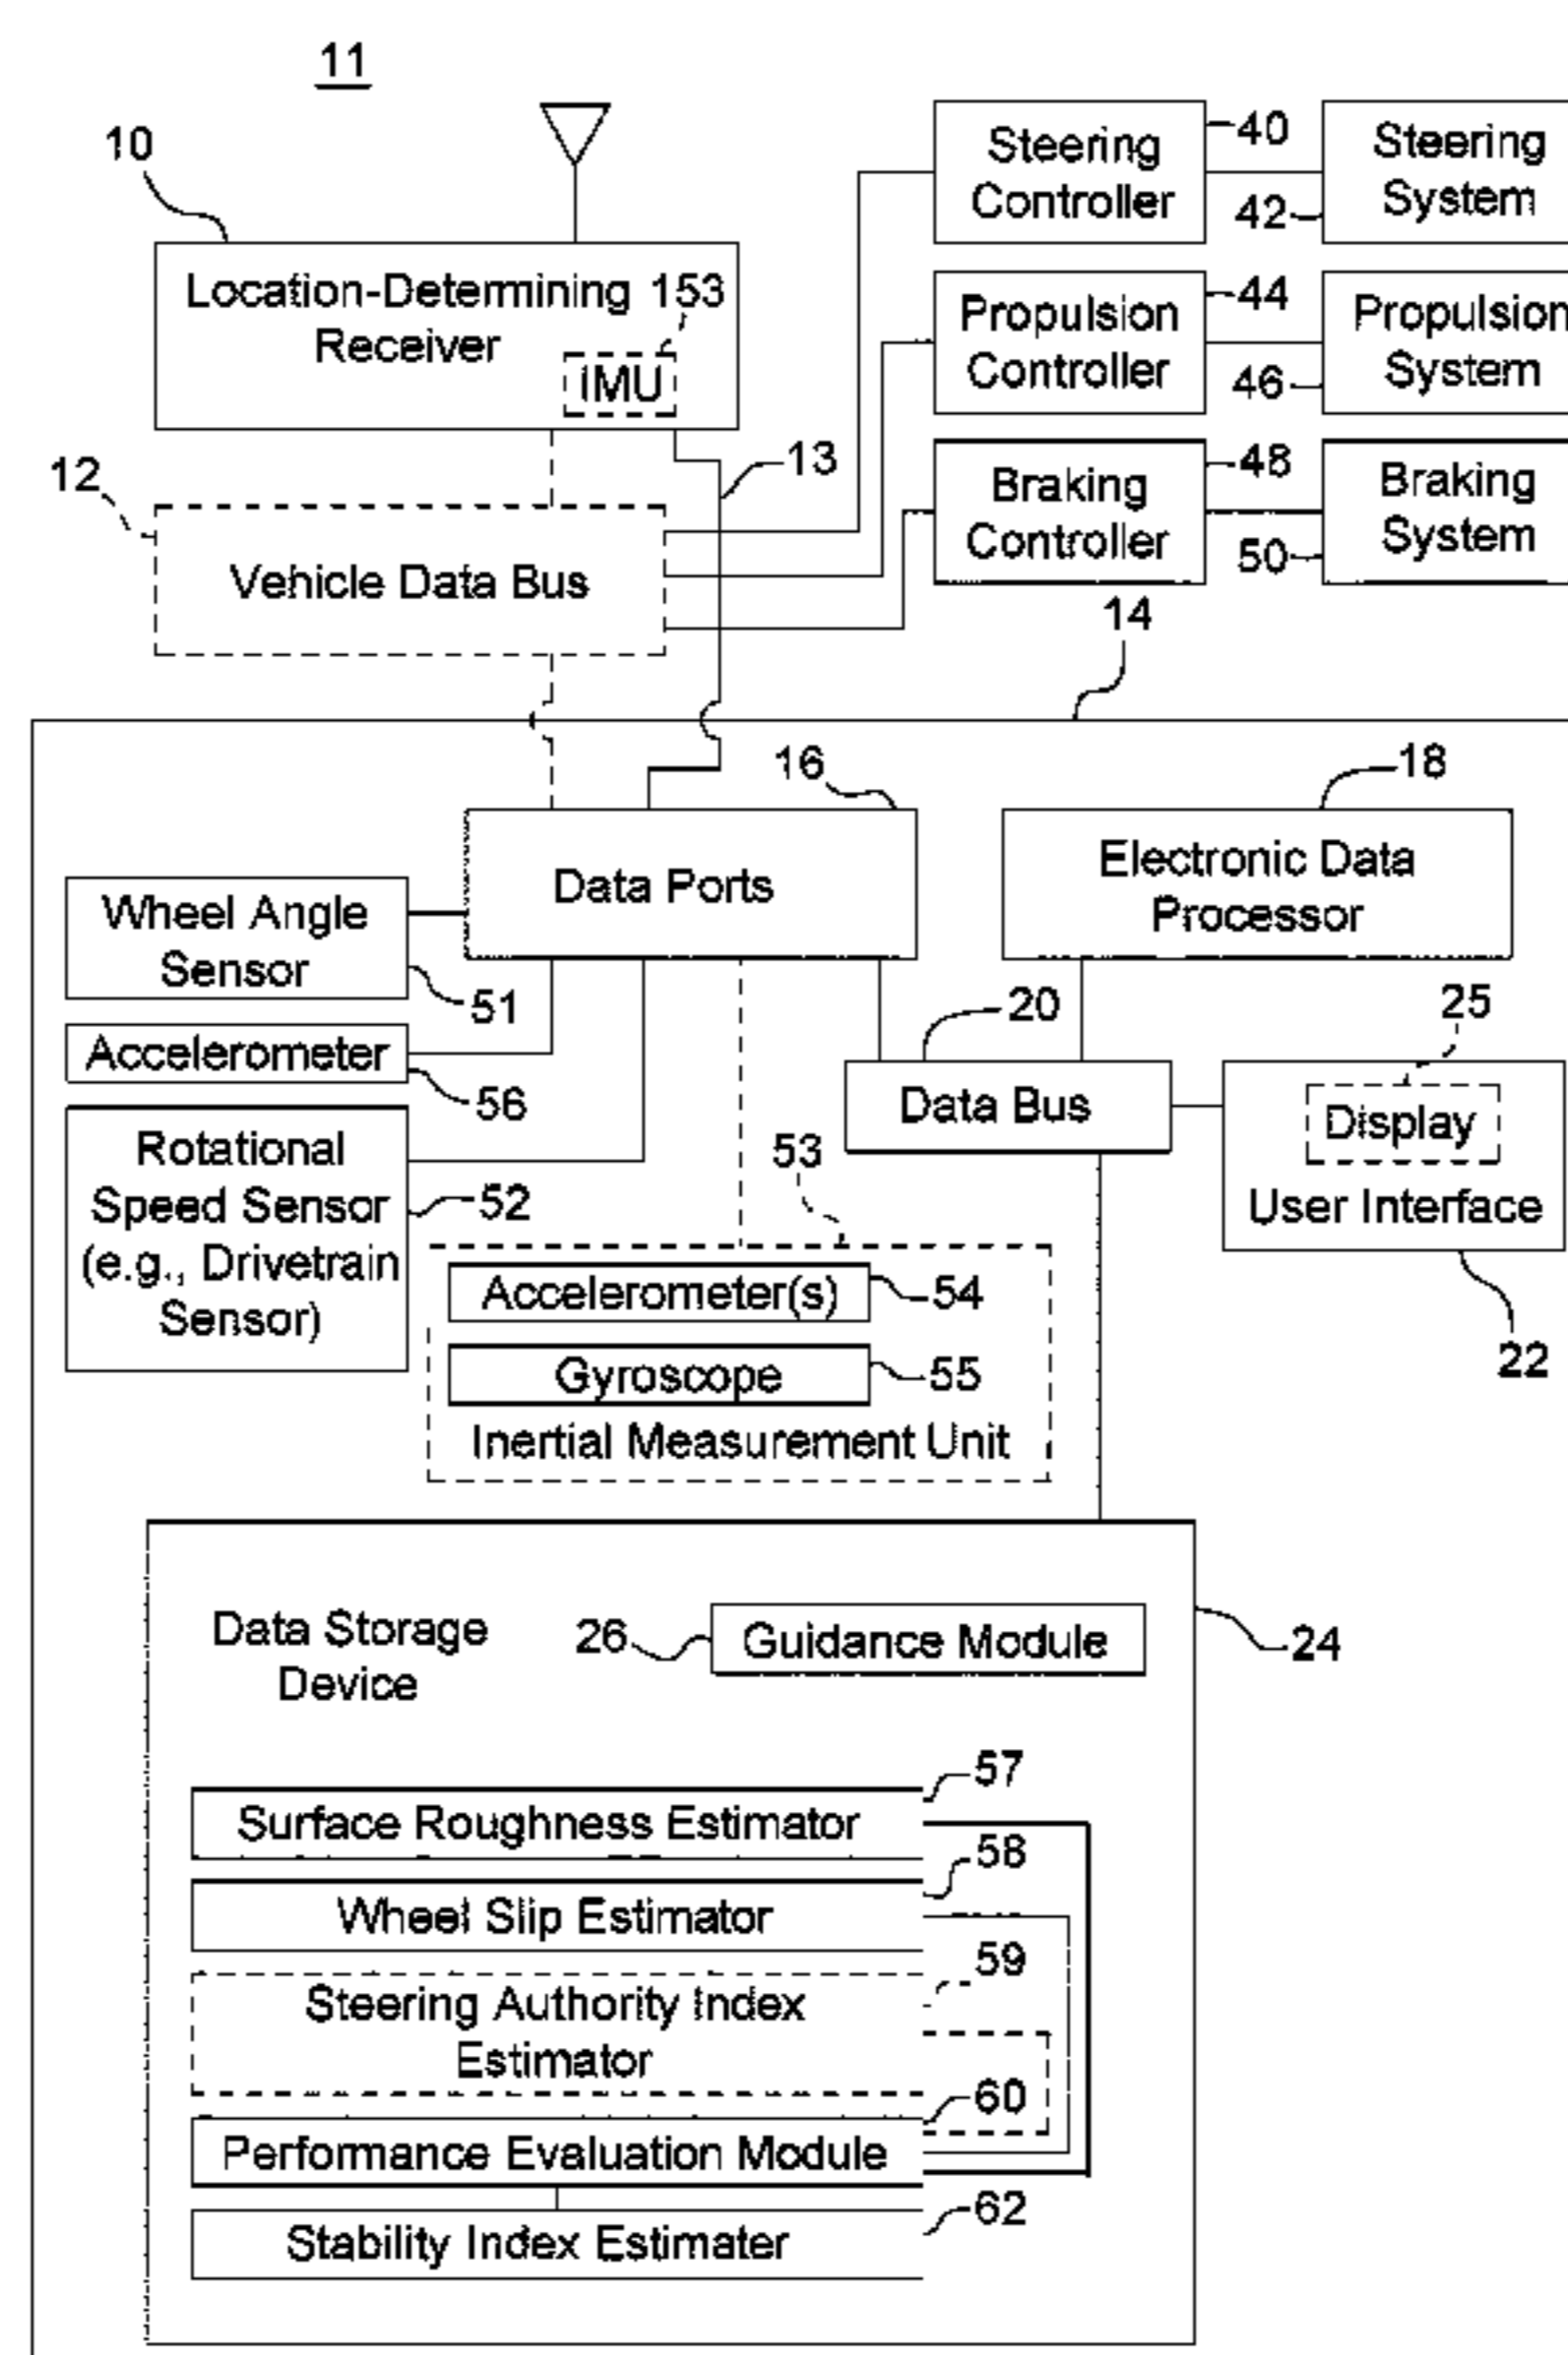 11
10
Location-Determining 153
Receiver
IMU
Steering
Controller
40
Steering
System
42
Propulsion
Controller
44
Propulsion
System
46
Braking
Controller
48
Braking
System
50
12
13
Vehicle Data Bus
14
16
18
Data Ports
Electronic Data
Processor
Wheel Angle
Sensor
51
20
25
Accelerometer
56
Data Bus
Display
User Interface
22
Rotational
Speed Sensor
(e.g., Drivetrain
Sensor)
52
53
Accelerometer(s)
54
Gyroscope
55
Inertial Measurement Unit
Data Storage
Device
26
Guidance Module
24
57
Surface Roughness Estimator
58
Wheel Slip Estimator
59
Steering Authority Index
Estimator
60
Performance Evaluation Module
62
Stability Index Estimater